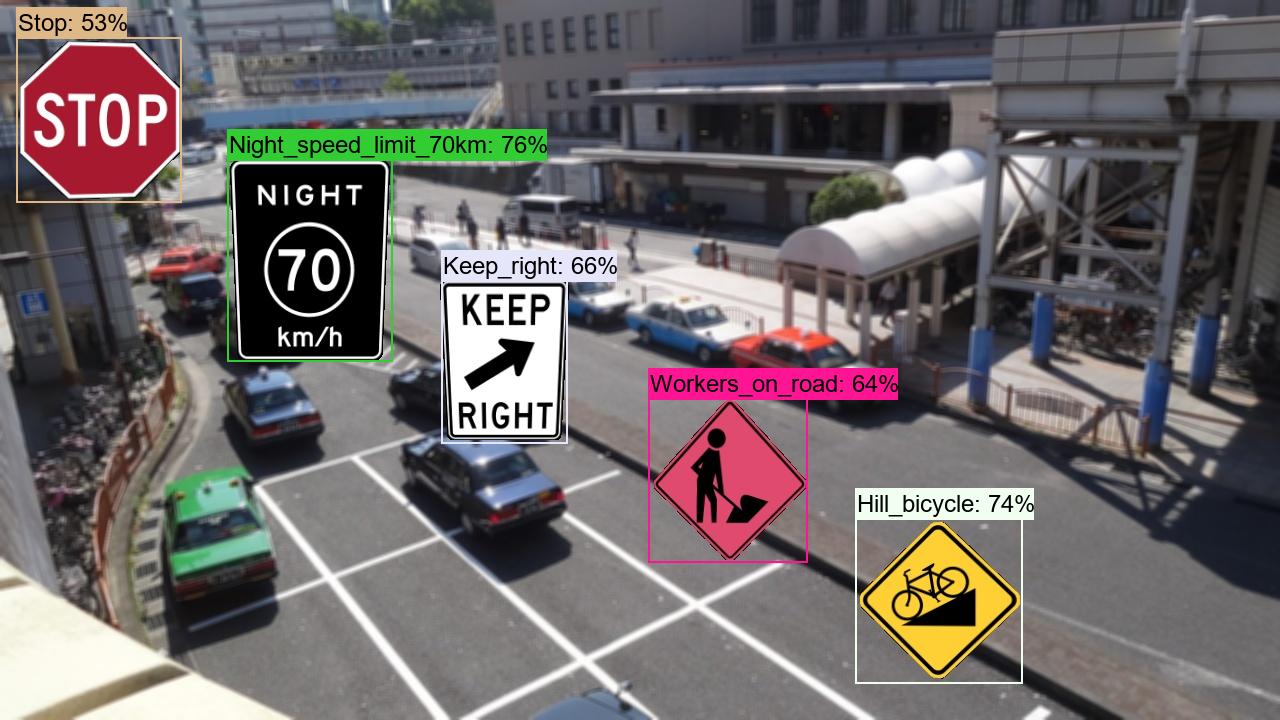 Stop: 53%
STOP
Night_speed_limit_70km: 76%
NIGHT
70
km/h
Keep_right: 66%
KEEP
RIGHT
Workers_on_road: 64%
Hill_bicycle: 74%